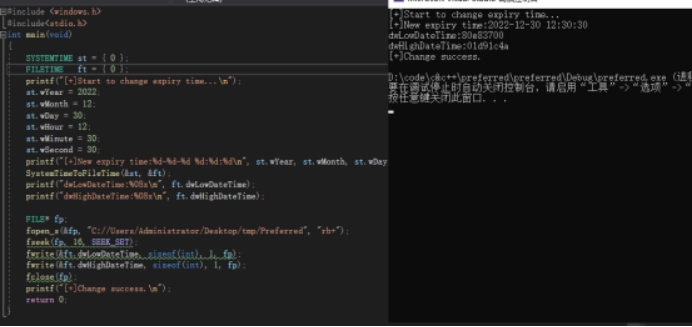 #include <windows.h>
#include<stdio.h>
int main(void)
{
SYSTEMTIME st = { 0 };
FILETIME ft = { 0 };
printf("[+]Start to change expiry time...\n");
st.wYear = 2022;
st.wMonth = 12;
st.wDay = 30;
st.wHour = 12;
st.wMinute = 30;
st.wSecond = 30;
printf("[+]New expiry time:%d-%d-%d %d:%d:%d\n", st.wYear, st.wMonth, st.wDay
SystemTimeToFileTime(&st, &ft);
printf("dwLowDateTime:%08x\n", ft.dwLowDateTime);
printf("dwHighDateTime:%08x\n", ft.dwHighDateTime);
FILE* fp;
fopen_s(&fp, "C://Users/Administrator/Desktop/tmp/Preferred", "rb+");
fseek(fp, 16, SEEK_SET);
fwrite(&ft.dwLowDateTime, sizeof(int), 1, fp);
fwrite(&ft.dwHighDateTime, sizeof(int), 1, fp);
fclose(fp);
printf("[+]Change success.\n");
return 0;
}
[+]Start to change expiry time...
[+]New expiry time:2022-12-30 12:30:30
dwLowDateTime:80e83700
dwHighDateTime:01d91c4a
[+]Change success.
D:\code\c&c++\preferred\preferred\Debug\preferred.exe (进程
要在调试停止时自动关闭控制台，请启用“工具”->“选项”->“
按任意键关闭此窗口. . .